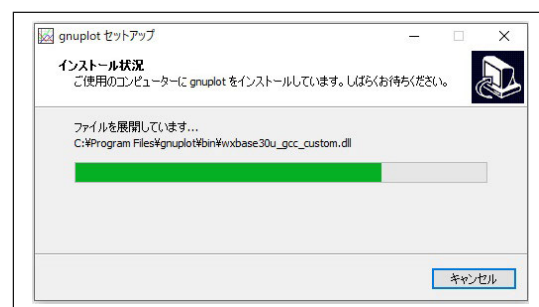 gnuplot セットアップ
インストール状況
ご使用のコンピューターに gnuplot をインストールしています。しばらくお待ちください。
ファイルを展開しています...
C:¥Program Files¥gnuplot¥bin¥wxbase30u_gcc_custom.dll
キャンセル